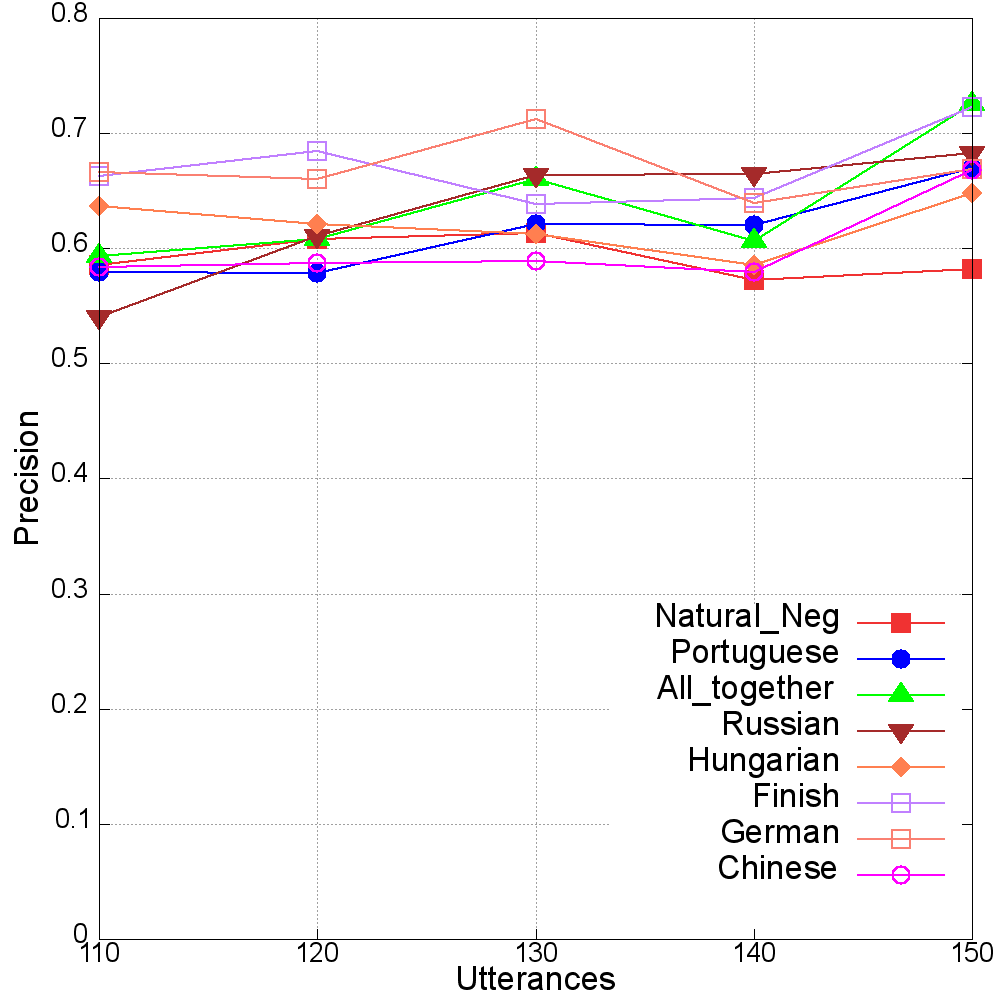 0.8
0.7
0.6
0.5
0.4
0.3
0.2
0.1
0
Precision
110 120 130 140 150
Utterances
Natural_Neg
Portuguese
All_together
Russian
Hungarian
Finish
German
Chinese